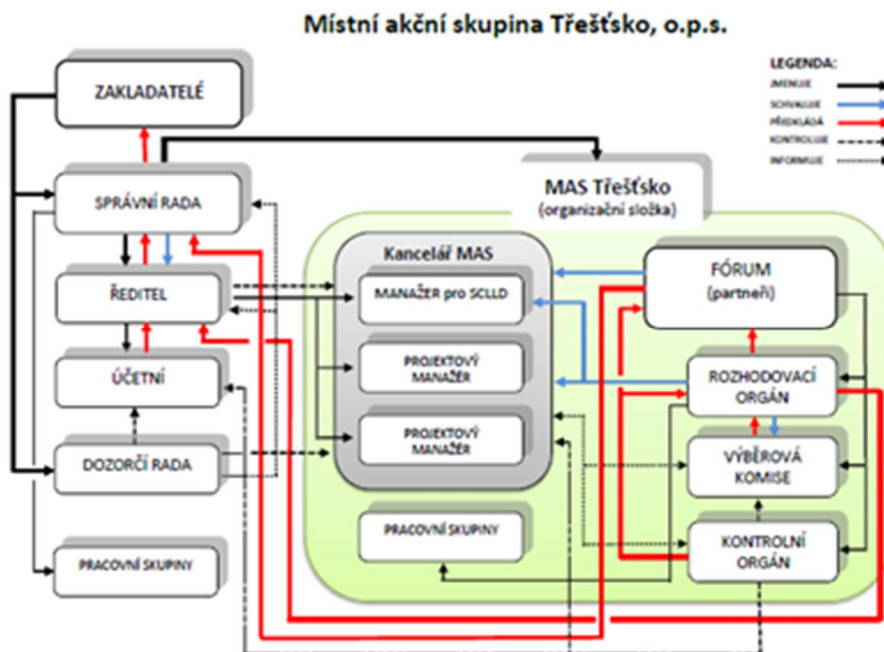 Místní akční skupina Třešťsko, o.p.s.
LEGENDA:
JMENUJE
SCHVALUJE
PŘEDKLÁDÁ
KONTROLUJE
INFORMUJE
ZAKLADATELÉ
SPRÁVNÍ RADA
ŘEDITEL
ÚČETNÍ
DOZORČÍ RADA
PRACOVNÍ SKUPINY
MAS Třešťsko
(organizační složka)
Kancelář MAS
MANAŽER pro SCLLD
PROJEKTOVÝ
MANAŽÉR
PROJEKTOVÝ
MANAŽÉR
PRACOVNÍ SKUPINY
FÓRUM
(partneři)
ROZHODOVACÍ
ORGÁN
VÝBĚROVÁ
KOMISE
KONTROLNÍ
ORGÁN